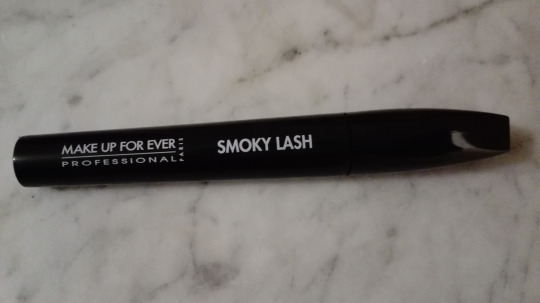 MAKE UP FOR EVER
PROFESSIONAL PARIS
SMOKY LASH